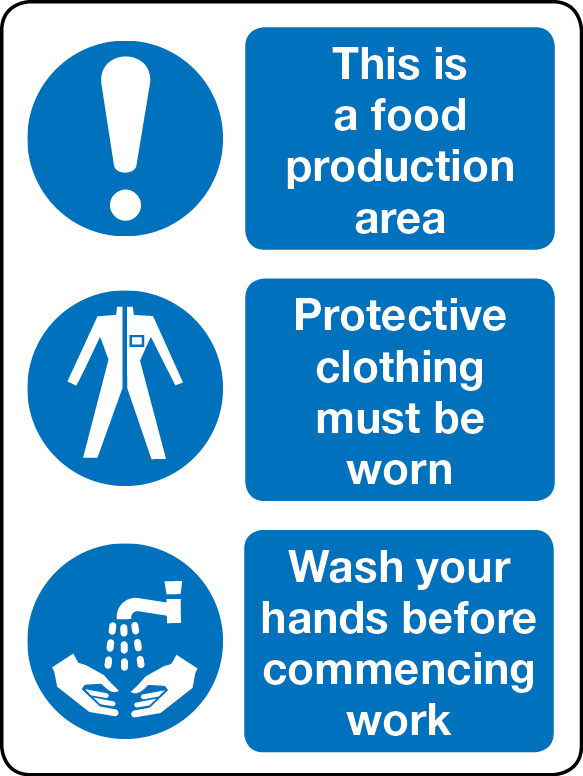 This is
a food
production
area
Protective
clothing
must be
worn
Wash your
hands before
commencing
work